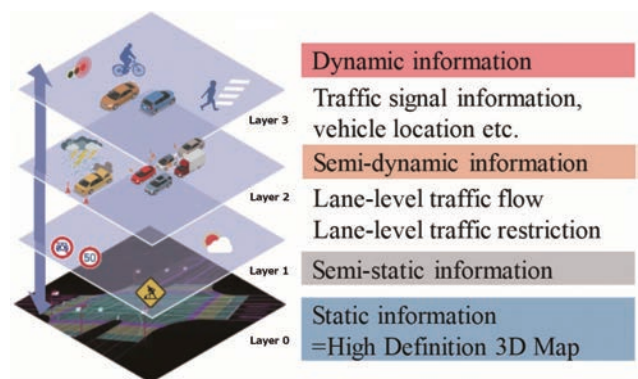 Dynamic information
Traffic signal information,
vehicle location etc.
Layer 3
Semi-dynamic information
Lane-level traffic flow
Lane-level traffic restriction
Layer 2
Semi-static information
50
Layer 1
Static information
=High Definition 3D Map
Layer 0